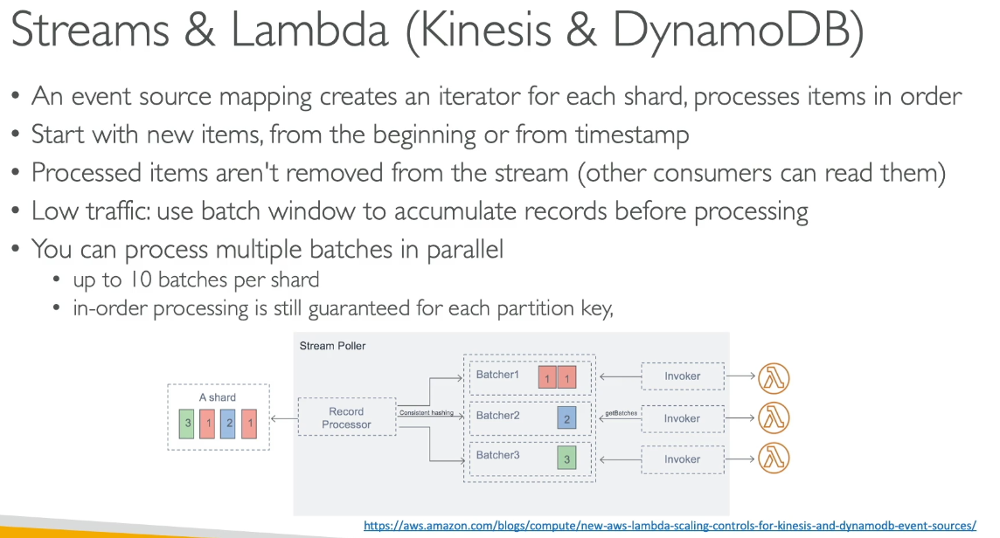 Streams & Lambda (Kinesis & DynamoDB)
• An event source mapping creates an iterator for each shard, processes items in order
• Start with new items, from the beginning or from timestamp
• Processed items aren't removed from the stream (other consumers can read them)
• Low traffic: use batch window to accumulate records before processing
• You can process multiple batches in parallel
• up to 10 batches per shard
• in-order processing is still guaranteed for each partition key,
Stream Poller
A shard
3 1 2 1
Record
Processor
Consistent hashing
Batcher1
1 1
Batcher2
2
Batcher3
3
getBatches
Invoker
Invoker
Invoker
https://aws.amazon.com/blogs/compute/new-aws-lambda-scaling-controls-for-kinesis-and-dynamodb-event-sources/